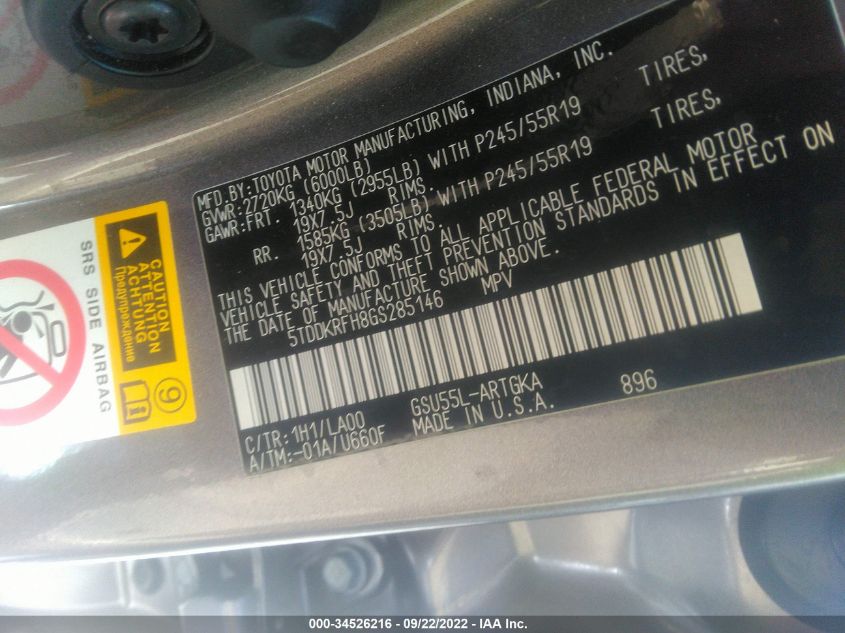 MFD.BY:TOYOTA MOTOR MANUFACTURING, INDIANA, INC.
GVWR:2720KG (6000LB)
GAWR:FRT. 1340KG (2955LB) WITH P245/55R19 TIRES,
19X7.5J RIMS.
RR. 1585KG (3505LB) WITH P245/55R19 TIRES,
19X7.5J RIMS.
THIS VEHICLE CONFORMS TO ALL APPLICABLE FEDERAL MOTOR
VEHICLE SAFETY AND THEFT PREVENTION STANDARDS IN EFFECT ON
THE DATE OF MANUFACTURE SHOWN ABOVE.
5TDDKRFH8GS285146 MPV
C/TR:1H1/LA00 GSU55L-ARTGKA 896
A/TM:-01A/U660F MADE IN U.S.A.
SRS SIDE AIRBAG
CAUTION
ATTENTION
ACHTUNG
Предупреждение
9
000-34526216 - 09/22/2022 - IAA Inc.